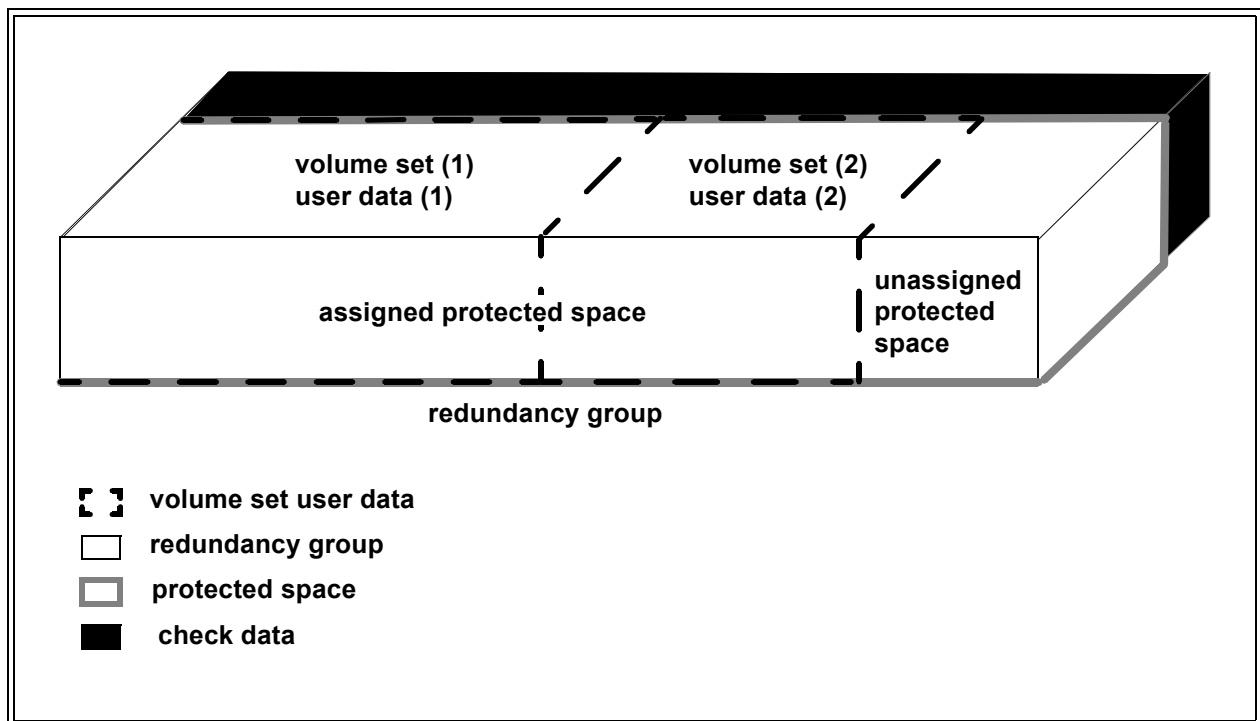 volume set (1)
user data (1)
volume set (2)
user data (2)
assigned protected space
unassigned
protected
space
redundancy group
volume set user data
redundancy group
protected space
check data